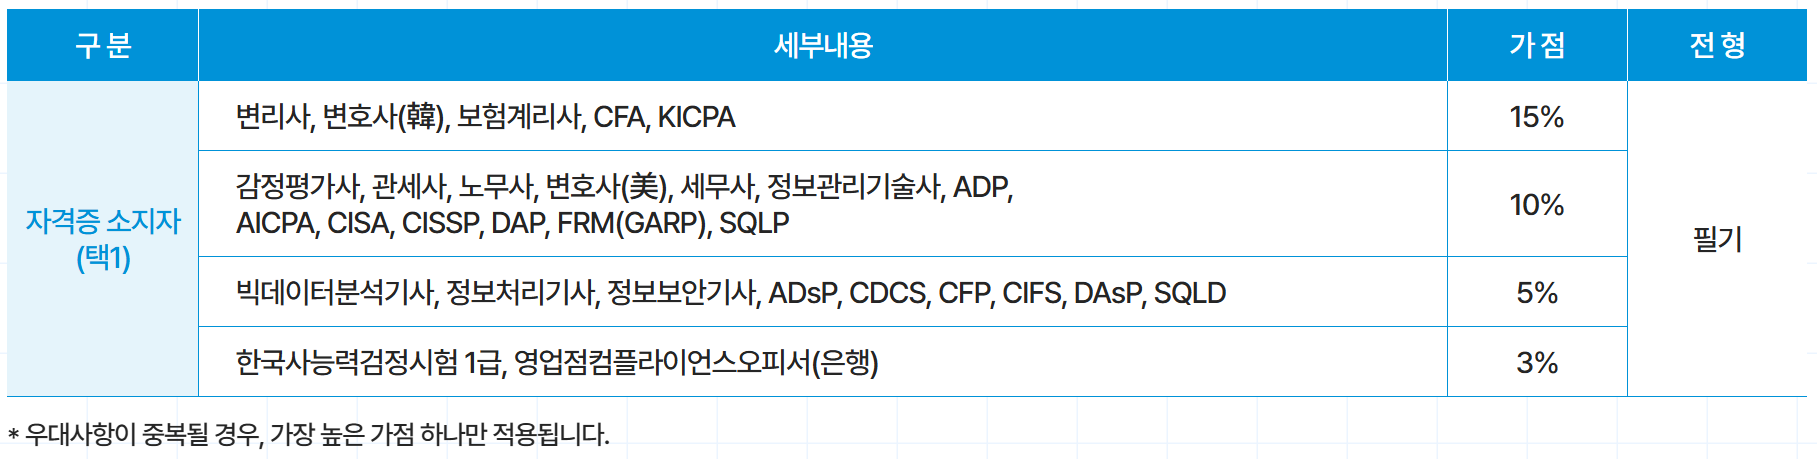 구 분 세부내용 가 점 전 형
변리사, 변호사(韓), 보험계리사, CFA, KICPA 15%
감정평가사, 관세사, 노무사, 변호사(美), 세무사, 정보관리기술사, ADP,
AICPA, CISA, CISSP, DAP, FRM(GARP), SQLP
10%
자격증 소지자
(택1)
필기
빅데이터분석기사, 정보처리기사, 정보보안기사, ADsP, CDCS, CFP, CIFS, DAsP, SQLD 5%
한국사능력검정시험 1급, 영업점컴플라이언스오피서(은행) 3%
* 우대사항이 중복될 경우, 가장 높은 가점 하나만 적용됩니다.